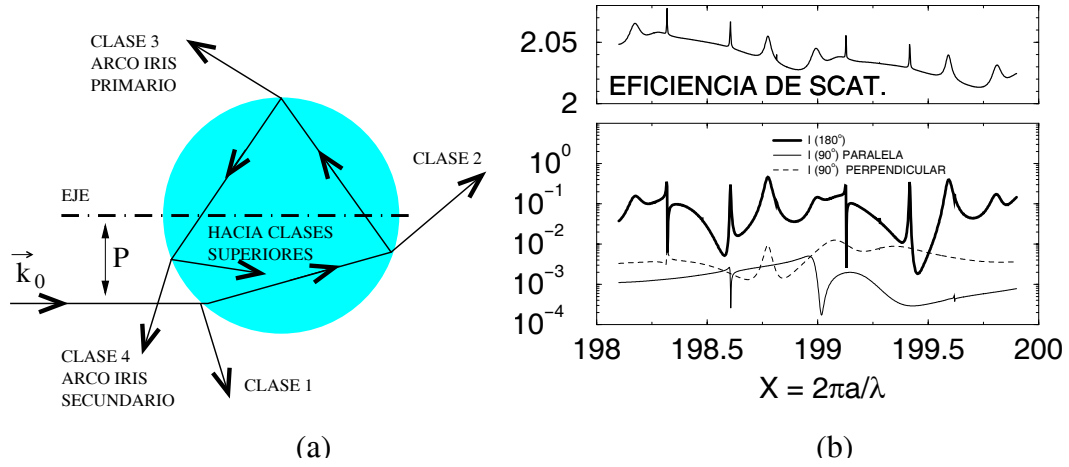 CLASE 3
ARCO IRIS
PRIMARIO
CLASE 2
EJE
HACIA CLASES
SUPERIORES
P
k₀
CLASE 4
ARCO IRIS
SECUNDARIO
CLASE 1
(a)
2.05
2
EFICIENCIA DE SCAT.
I (180°)
I (90°) PARALELA
I (90°) PERPENDICULAR
10⁰
10⁻¹
10⁻²
10⁻³
10⁻⁴
198 198.5 199 199.5 200
X = 2πa/λ
(b)